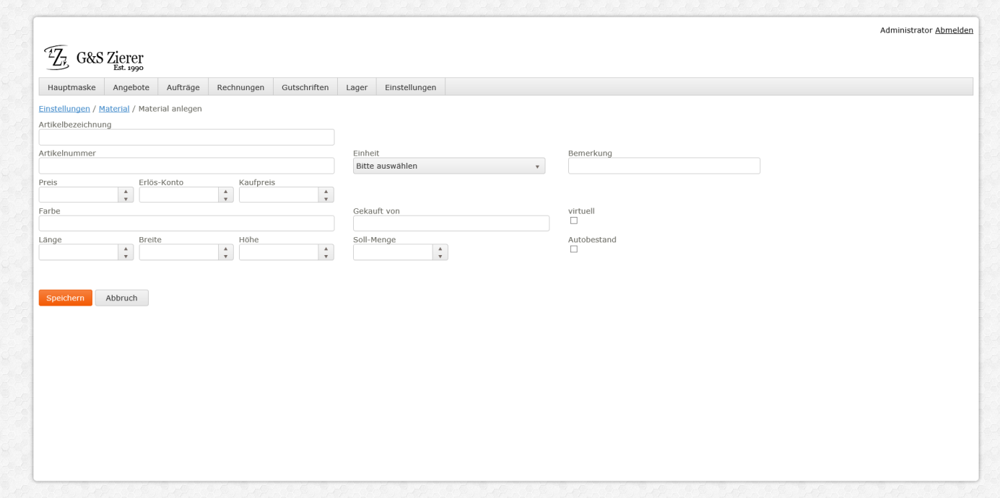 Administrator Abmelden
G&S Zierer
Est. 1990
Hauptmaske Angebote Aufträge Rechnungen Gutschriften Lager Einstellungen
Einstellungen / Material / Material anlegen
Artikelbezeichnung
Artikelnummer Einheit Bemerkung
Bitte auswählen
Preis Erlös-Konto Kaufpreis
Farbe Gekauft von virtuell
Länge Breite Höhe Soll-Menge Autobestand
Speichern Abbruch